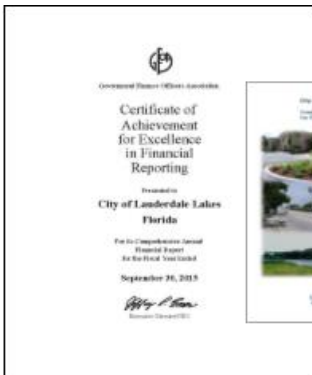 Government Finance Officers Association
Certificate of
Achievement
for Excellence
in Financial
Reporting
Presented to
City of Lauderdale Lakes
Florida
For its Comprehensive Annual
Financial Report
for the Fiscal Year Ended
September 30, 2015
Executive Director/CEO